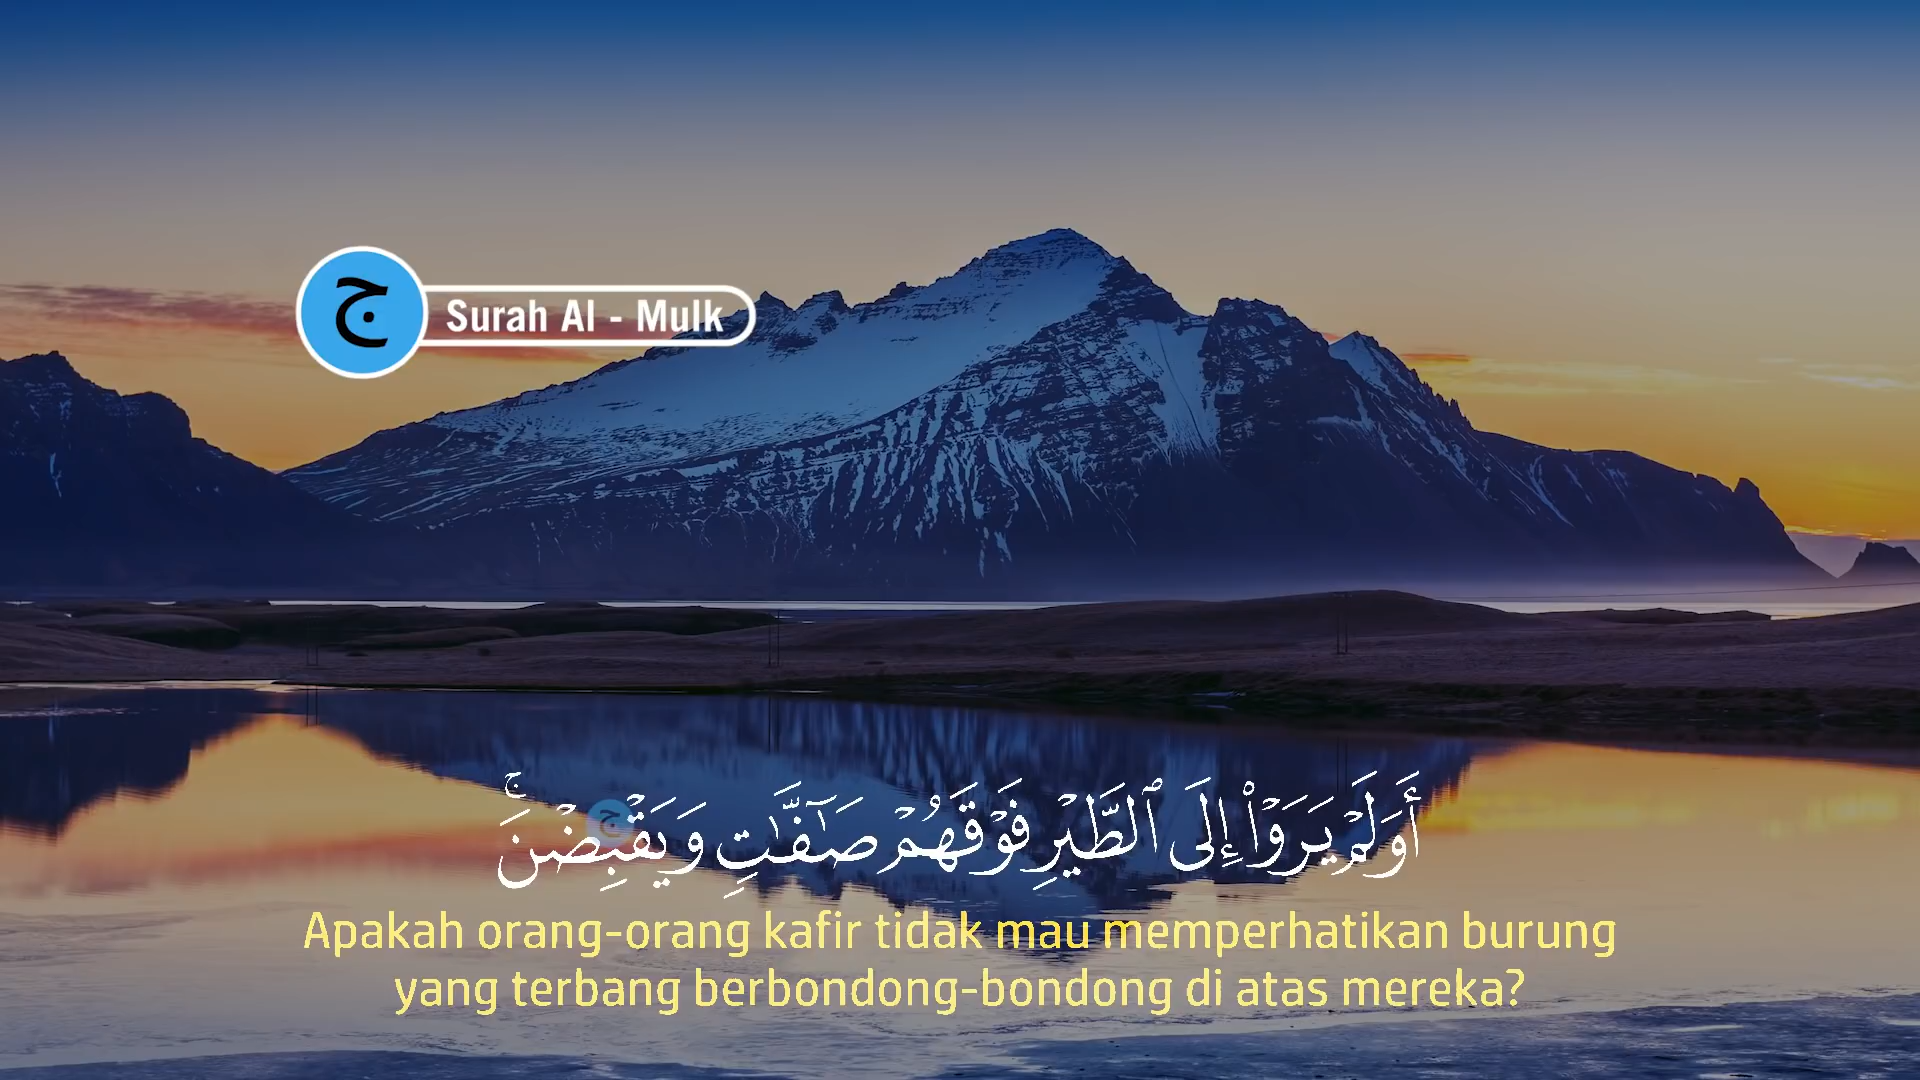 ج
Surah Al - Mulk
أَوَلَمْ يَرَوْا۟ إِلَى ٱلطَّيْرِ فَوْقَهُمْ صَـٰٓفَّـٰتٍ وَيَقْبِضْنَ ۚ
ج
Apakah orang-orang kafir tidak mau memperhatikan burung
yang terbang berbondong-bondong di atas mereka?